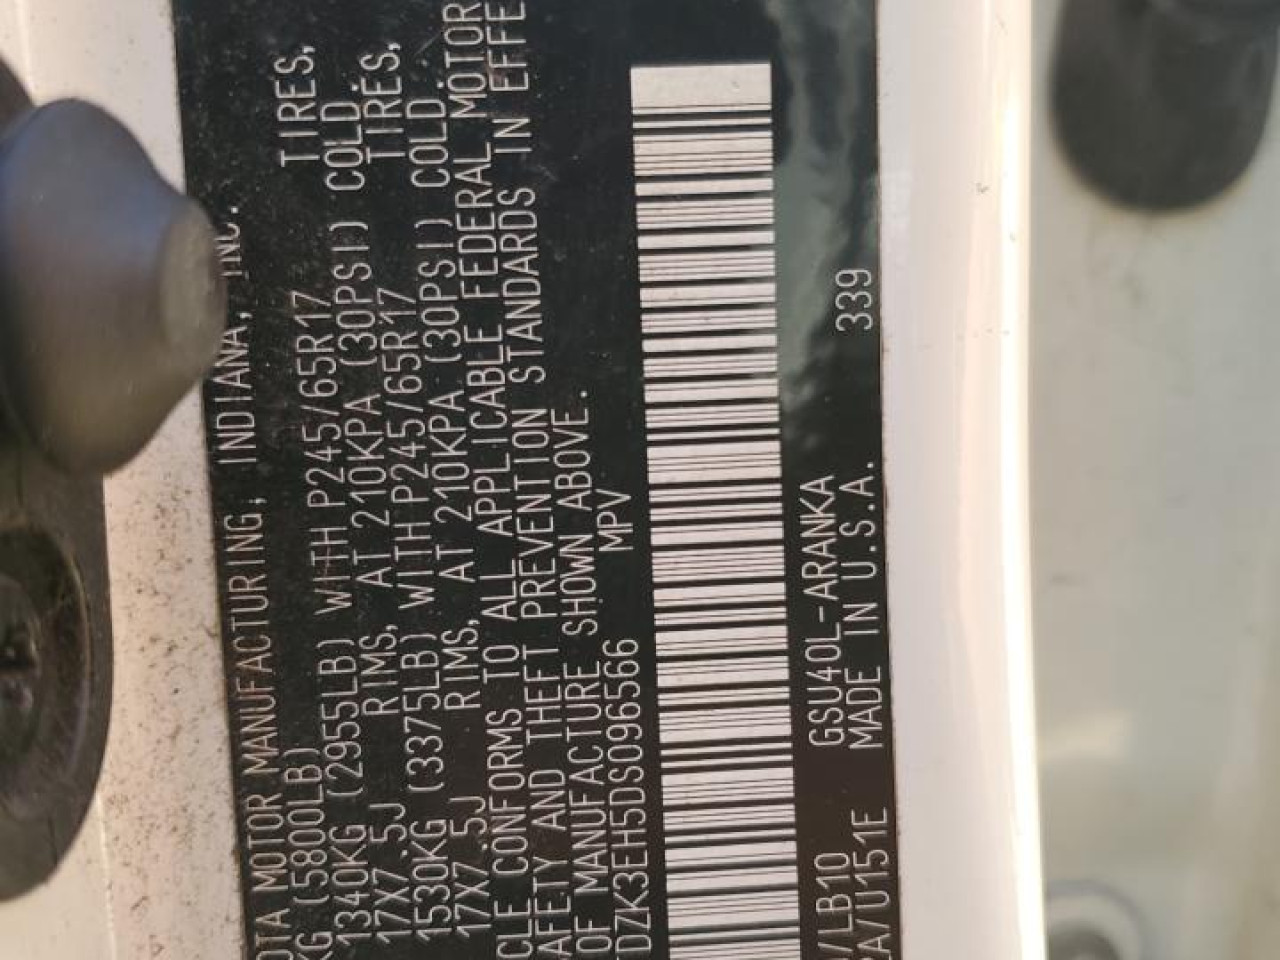 OTA MOTOR MANUFACTURING, INDIANA, INC.
KG (5800LB)
1340KG (2955LB) WITH P245/65R17 TIRES,
17X7.5J RIMS, AT 210KPA (30PSI) COLD.
1530KG (3375LB) WITH P245/65R17 TIRES,
17X7.5J RIMS, AT 210KPA (30PSI) COLD.
CLE CONFORMS TO ALL APPLICABLE FEDERAL MOTOR
AFETY AND THEFT PREVENTION STANDARDS IN EFFE
OF MANUFACTURE SHOWN ABOVE.
TDZK3EH5DS096566 MPV
/LB10 GSU40L-ARANKA 339
A/U151E MADE IN U.S.A.